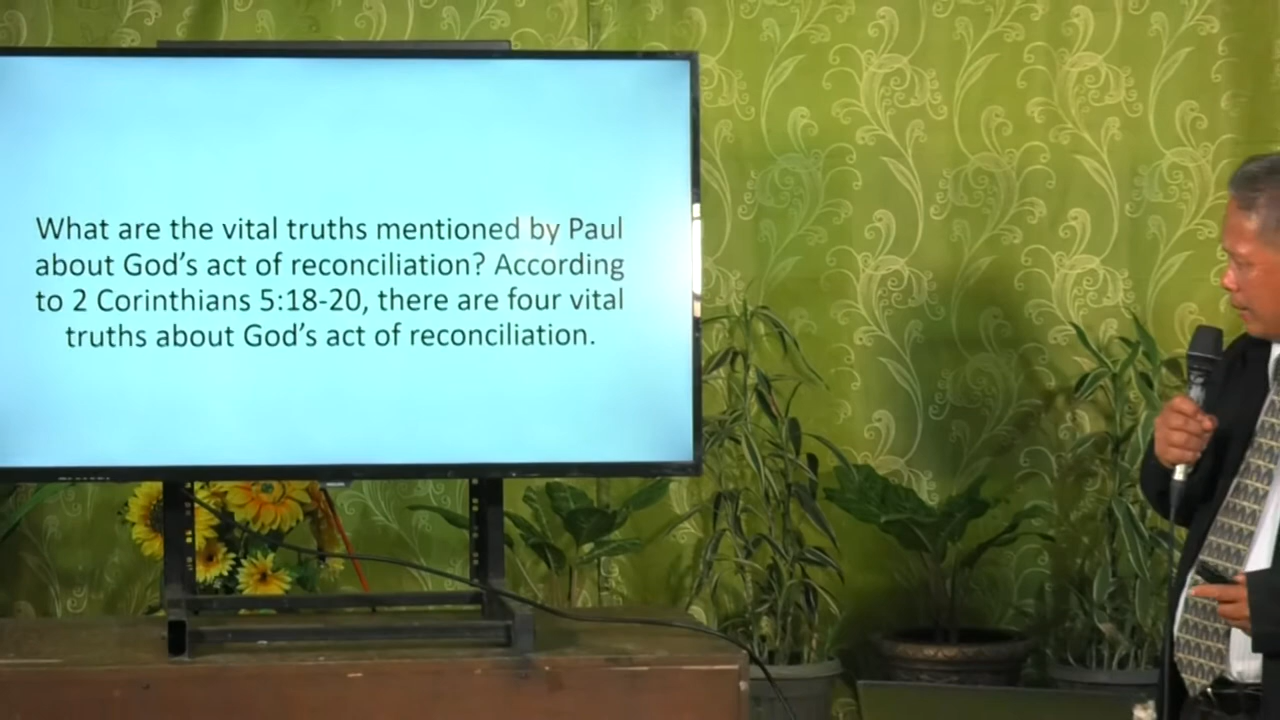 What are the vital truths mentioned by Paul
about God’s act of reconciliation? According
to 2 Corinthians 5:18-20, there are four vital
truths about God’s act of reconciliation.